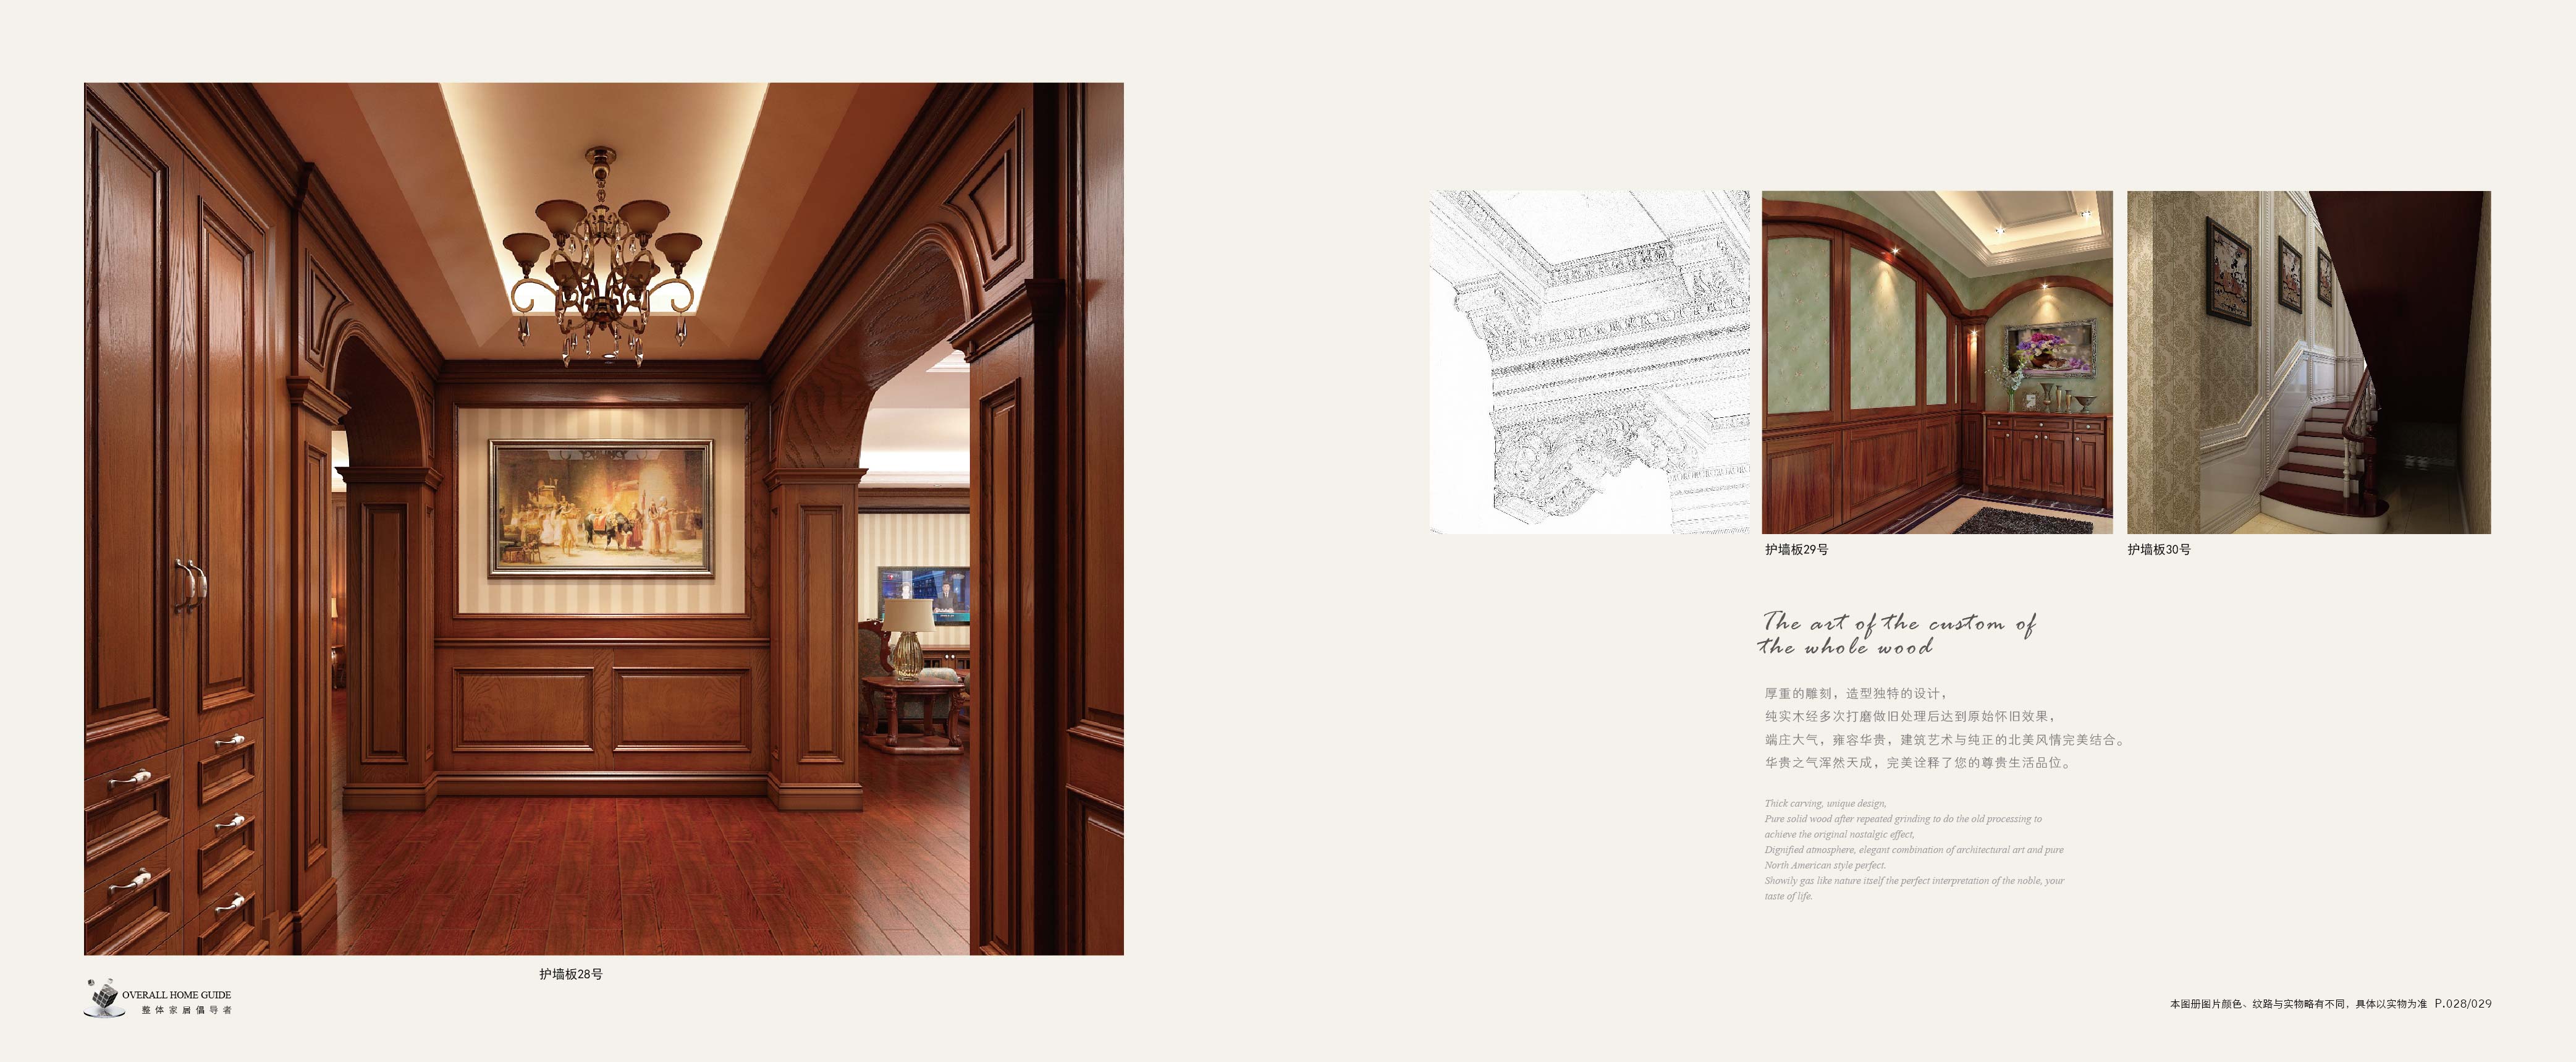 护墙板28号
OVERALL HOME GUIDE
整体家居倡导者
护墙板29号
护墙板30号
The art of the custom of
the whole wood
厚重的雕刻，造型独特的设计，
纯实木经多次打磨做旧处理后达到原始怀旧效果，
端庄大气，雍容华贵，建筑艺术与纯正的北美风情完美结合。
华贵之气浑然天成，完美诠释了您的尊贵生活品位。
Thick carving, unique design,
Pure solid wood after repeated grinding to do the old processing to
achieve the original nostalgic effect,
Dignified atmosphere, elegant combination of architectural art and pure
North American style perfect.
Showily gas like nature itself the perfect interpretation of the noble, your
taste of life.
本图册图片颜色、纹路与实物略有不同，具体以实物为准 P.028/029